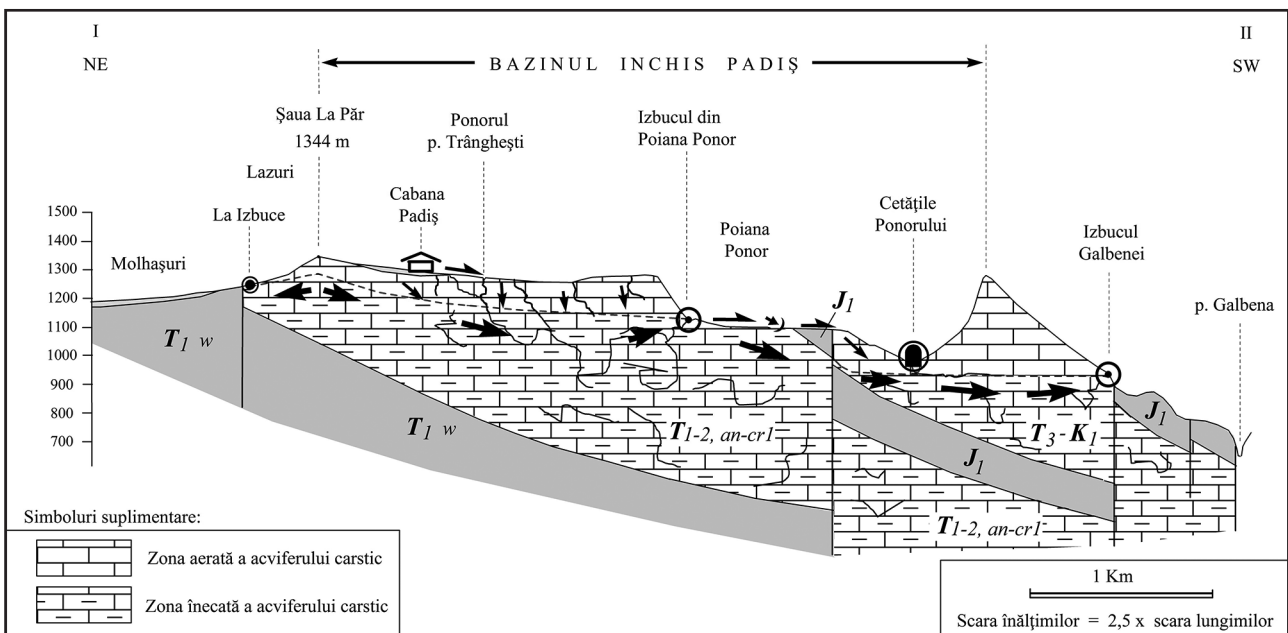 I
II
NE
SW
BAZINUL INCHIS PADIŞ
Şaua La Păr
1344 m
Ponorul
p. Trângheşti
Izbucul din
Poiana Ponor
Lazuri
La Izbuce
Cabana
Padiş
Poiana
Ponor
Cetăţile
Ponorului
Izbucul
Galbenei
p. Galbena
Molhaşuri
1500
1400
1300
1200
1100
1000
900
800
700
T1 w
T1 w
T1-2, an-cr1
J1
J1
T3-K1
J1
T1-2, an-cr1
Simboluri suplimentare:
Zona aerată a acviferului carstic
Zona înecată a acviferului carstic
1 Km
Scara înălţimilor = 2,5 x scara lungimilor